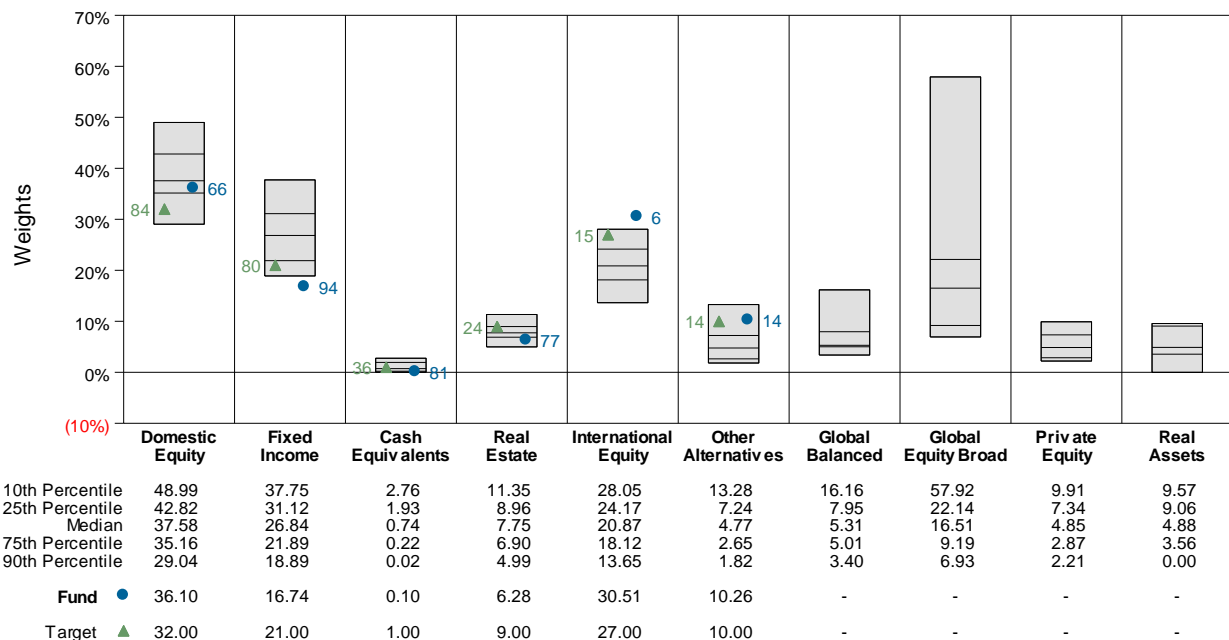 70%
60%
50%
40%
30%
20%
10%
0%
(10%)
Weights
84 66
80 94
36 81
24 77
15 6
14 14
Domestic Equity Fixed Income Cash Equivalents Real Estate International Equity Other Alternatives Global Balanced Global Equity Broad Private Equity Real Assets
10th Percentile 48.99 37.75 2.76 11.35 28.05 13.28 16.16 57.92 9.91 9.57
25th Percentile 42.82 31.12 1.93 8.96 24.17 7.24 7.95 22.14 7.34 9.06
Median 37.58 26.84 0.74 7.75 20.87 4.77 5.31 16.51 4.85 4.88
75th Percentile 35.16 21.89 0.22 6.90 18.12 2.65 5.01 9.19 2.87 3.56
90th Percentile 29.04 18.89 0.02 4.99 13.65 1.82 3.40 6.93 2.21 0.00
Fund 36.10 16.74 0.10 6.28 30.51 10.26 - - - -
Target 32.00 21.00 1.00 9.00 27.00 10.00 - - - -